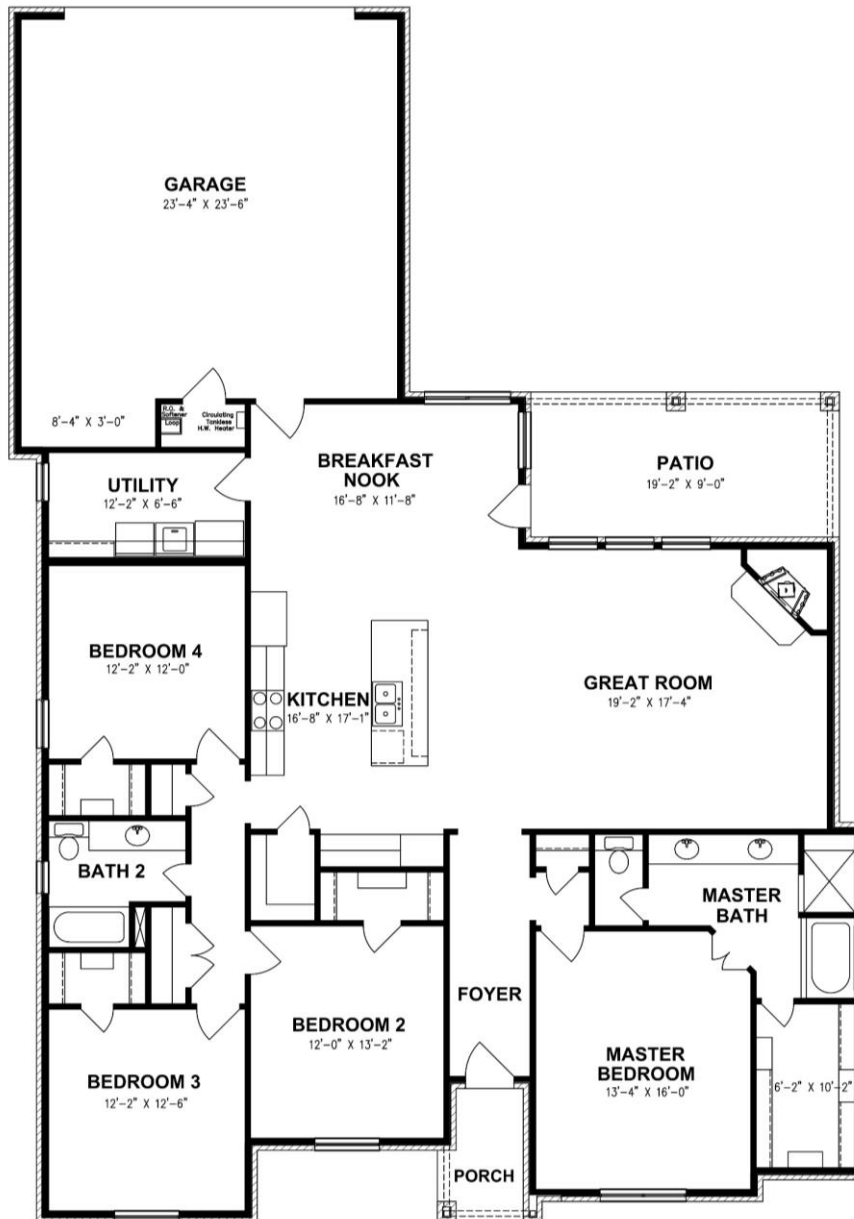 GARAGE
23'-4" X 23'-6"
8'-4" X 3'-0"
R.O. &
Softener
Loop
Circulating
Tankless
H.W. Heater
UTILITY
12'-2" X 6'-6"
BREAKFAST
NOOK
16'-8" X 11'-8"
PATIO
19'-2" X 9'-0"
BEDROOM 4
12'-2" X 12'-0"
KITCHEN
16'-8" X 17'-1"
GREAT ROOM
19'-2" X 17'-4"
BATH 2
MASTER
BATH
FOYER
BEDROOM 2
12'-0" X 13'-2"
BEDROOM 3
12'-2" X 12'-6"
MASTER
BEDROOM
13'-4" X 16'-0"
6'-2" X 10'-2"
PORCH